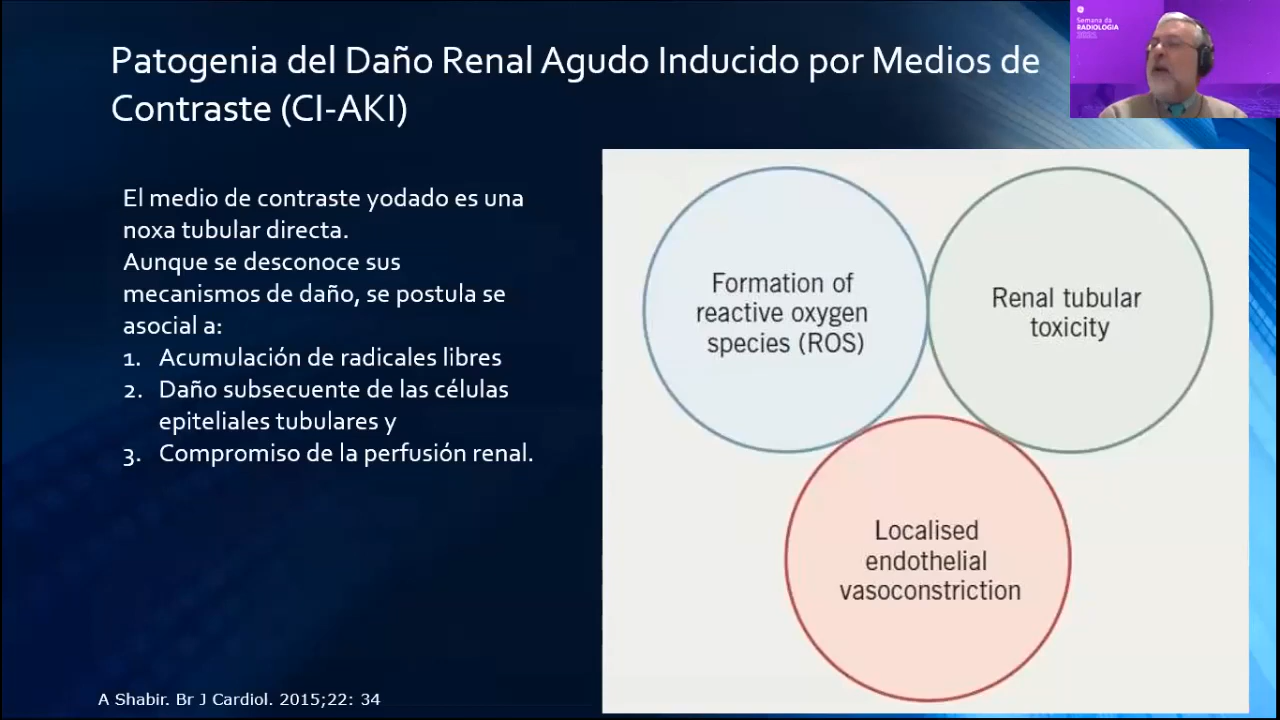 Patogenia del Daño Renal Agudo Inducido por Medios de
Contraste (CI-AKI)
Semana da
RADIOLOGIA
El medio de contraste yodado es una
noxa tubular directa.
Aunque se desconoce sus
mecanismos de daño, se postula se
asocial a:
1. Acumulación de radicales libres
2. Daño subsecuente de las células
epiteliales tubulares y
3. Compromiso de la perfusión renal.
Formation of
reactive oxygen
species (ROS)
Renal tubular
toxicity
Localised
endothelial
vasoconstriction
A Shabir. Br J Cardiol. 2015;22: 34